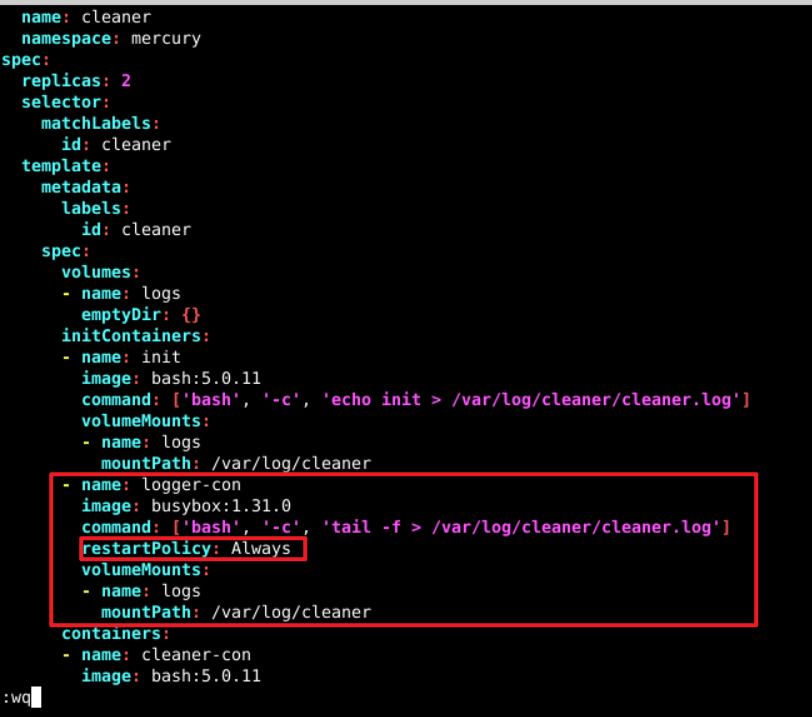 name: cleaner
  namespace: mercury
spec:
  replicas: 2
  selector:
    matchLabels:
      id: cleaner
  template:
    metadata:
      labels:
        id: cleaner
    spec:
      volumes:
      - name: logs
        emptyDir: {}
      initContainers:
      - name: init
        image: bash:5.0.11
        command: ['bash', '-c', 'echo init > /var/log/cleaner/cleaner.log']
        volumeMounts:
        - name: logs
          mountPath: /var/log/cleaner
      - name: logger-con
        image: busybox:1.31.0
        command: ['bash', '-c', 'tail -f > /var/log/cleaner/cleaner.log']
        restartPolicy: Always
        volumeMounts:
        - name: logs
          mountPath: /var/log/cleaner
      containers:
      - name: cleaner-con
        image: bash:5.0.11
:wq